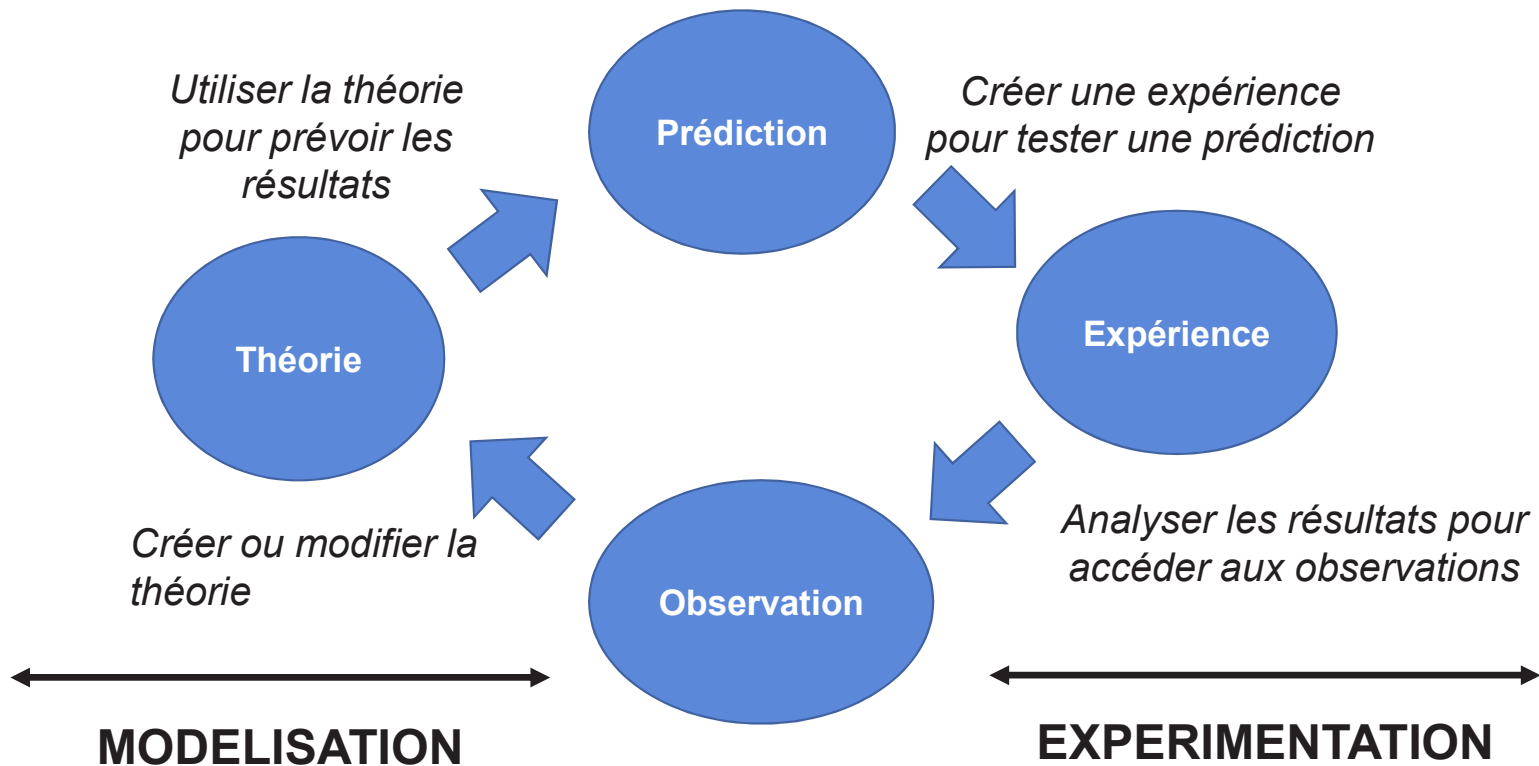 Utiliser la théorie
pour prévoir les
résultats
Prédiction
Créer une expérience
pour tester une prédiction
Théorie
Expérience
Créer ou modifier la
théorie
Observation
Analyser les résultats pour
accéder aux observations
MODELISATION
EXPERIMENTATION